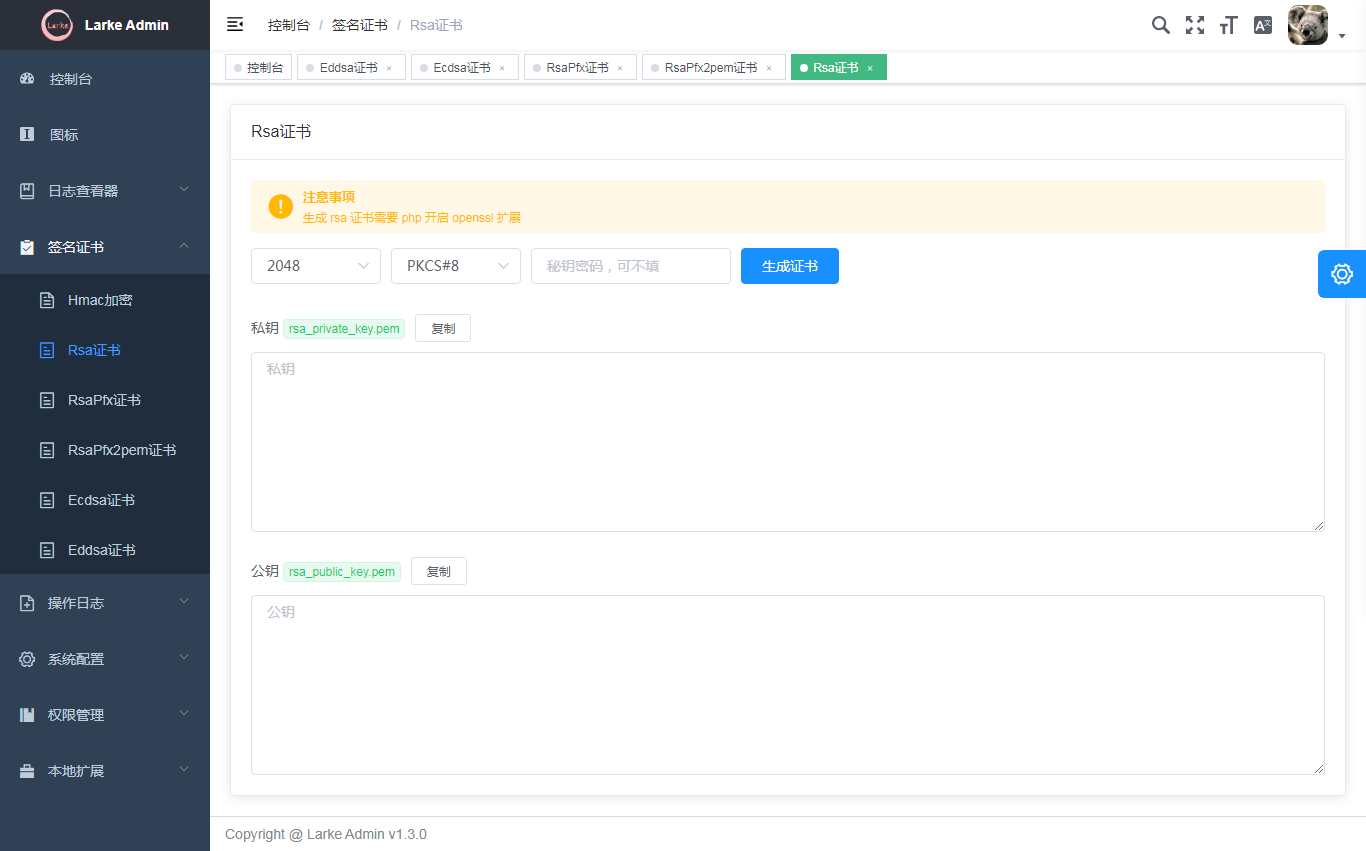 Larke
Larke Admin
控制台 / 签名证书 / Rsa证书
控制台
Eddsa证书 ×
Ecdsa证书 ×
RsaPfx证书 ×
RsaPfx2pem证书 ×
Rsa证书 ×
控制台
图标
日志查看器
签名证书
Hmac加密
Rsa证书
RsaPfx证书
RsaPfx2pem证书
Ecdsa证书
Eddsa证书
操作日志
系统配置
权限管理
本地扩展
Rsa证书
注意事项
生成 rsa 证书需要 php 开启 openssl 扩展
2048
PKCS#8
秘钥密码，可不填
生成证书
私钥 rsa_private_key.pem 复制
私钥
公钥 rsa_public_key.pem 复制
公钥
Copyright @ Larke Admin v1.3.0